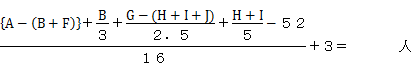 {A－(B＋F)}＋B/3＋G－(H＋I＋J)/２．５＋H＋I/5－５２
１６
＋3＝　　　人